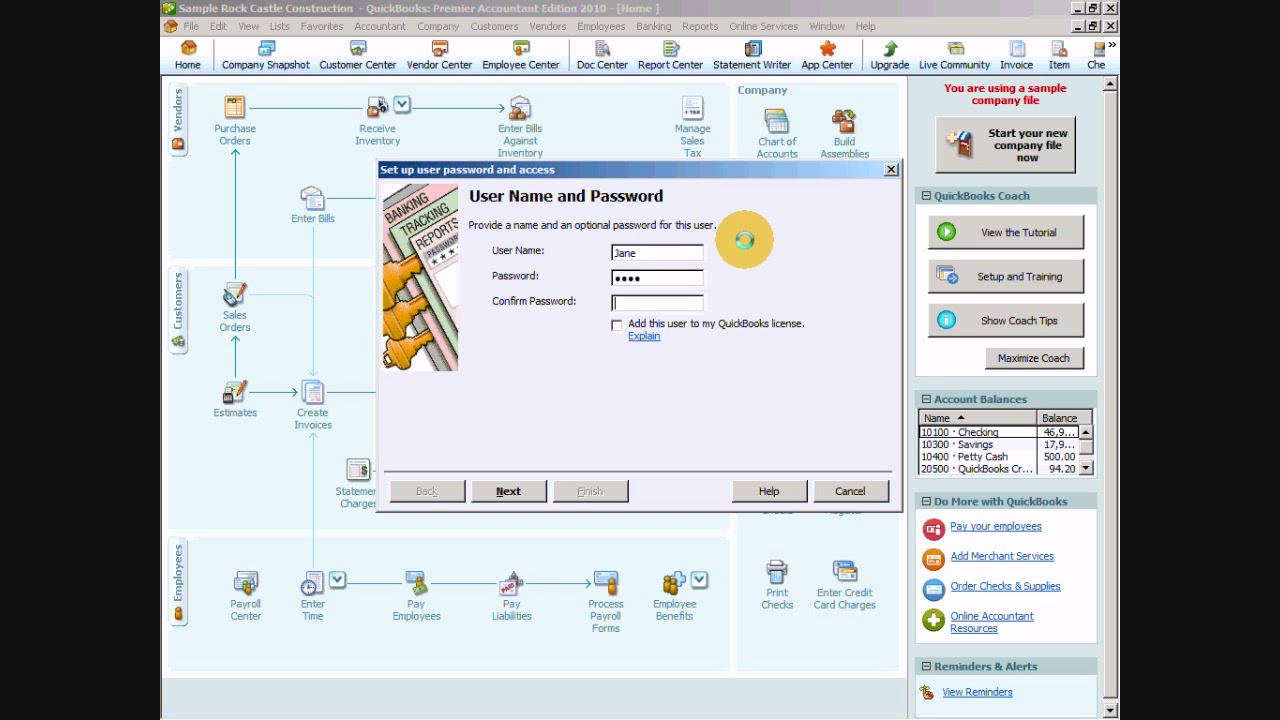 Sample Rock Castle Construction - QuickBooks: Premier Accountant Edition 2010 - [Home ]
File Edit View Lists Favorites Accountant Company Customers Vendors Employees Banking Reports Online Services Window Help
Home Company Snapshot Customer Center Vendor Center Employee Center Doc Center Report Center Statement Writer App Center Upgrade Live Community Invoice Item Che »
Vendors
Purchase
Orders
Receive
Inventory
Enter Bills
Against
Inventory
Manage
Sales
Tax
Enter Bills
Company
Chart of
Accounts
Build
Assemblies
Set up user password and access
BANKING
TRACKING
REPORTS
PASSWORD
User Name and Password
Provide a name and an optional password for this user.
User Name: Jane
Password: ••••
Confirm Password:
Add this user to my QuickBooks license.
Explain
Back Next Finish Help Cancel
Customers
Sales
Orders
Estimates
Create
Invoices
Statement
Charges
Employees
Payroll
Center
Enter
Time
Pay
Employees
Pay
Liabilities
Process
Payroll
Forms
Employee
Benefits
Print
Checks
Enter Credit
Card Charges
You are using a sample
company file
Start your new
company file
now
QuickBooks Coach
View the Tutorial
Setup and Training
Show Coach Tips
Maximize Coach
Account Balances
Name Balance
10100 · Checking 46,9...
10300 · Savings 17,9...
10400 · Petty Cash 500.00
20500 · QuickBooks Cr... 94.20
Do More with QuickBooks
Pay your employees
Add Merchant Services
Order Checks & Supplies
Online Accountant
Resources
Reminders & Alerts
View Reminders